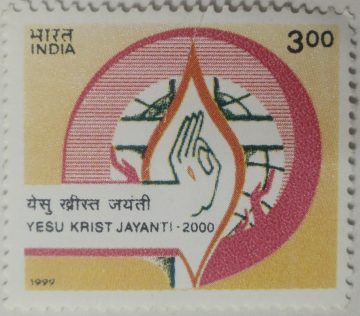 भारत 3.00
INDIA
येसु ख्रीस्त जयंती
YESU KRIST JAYANTI - 2000
1999